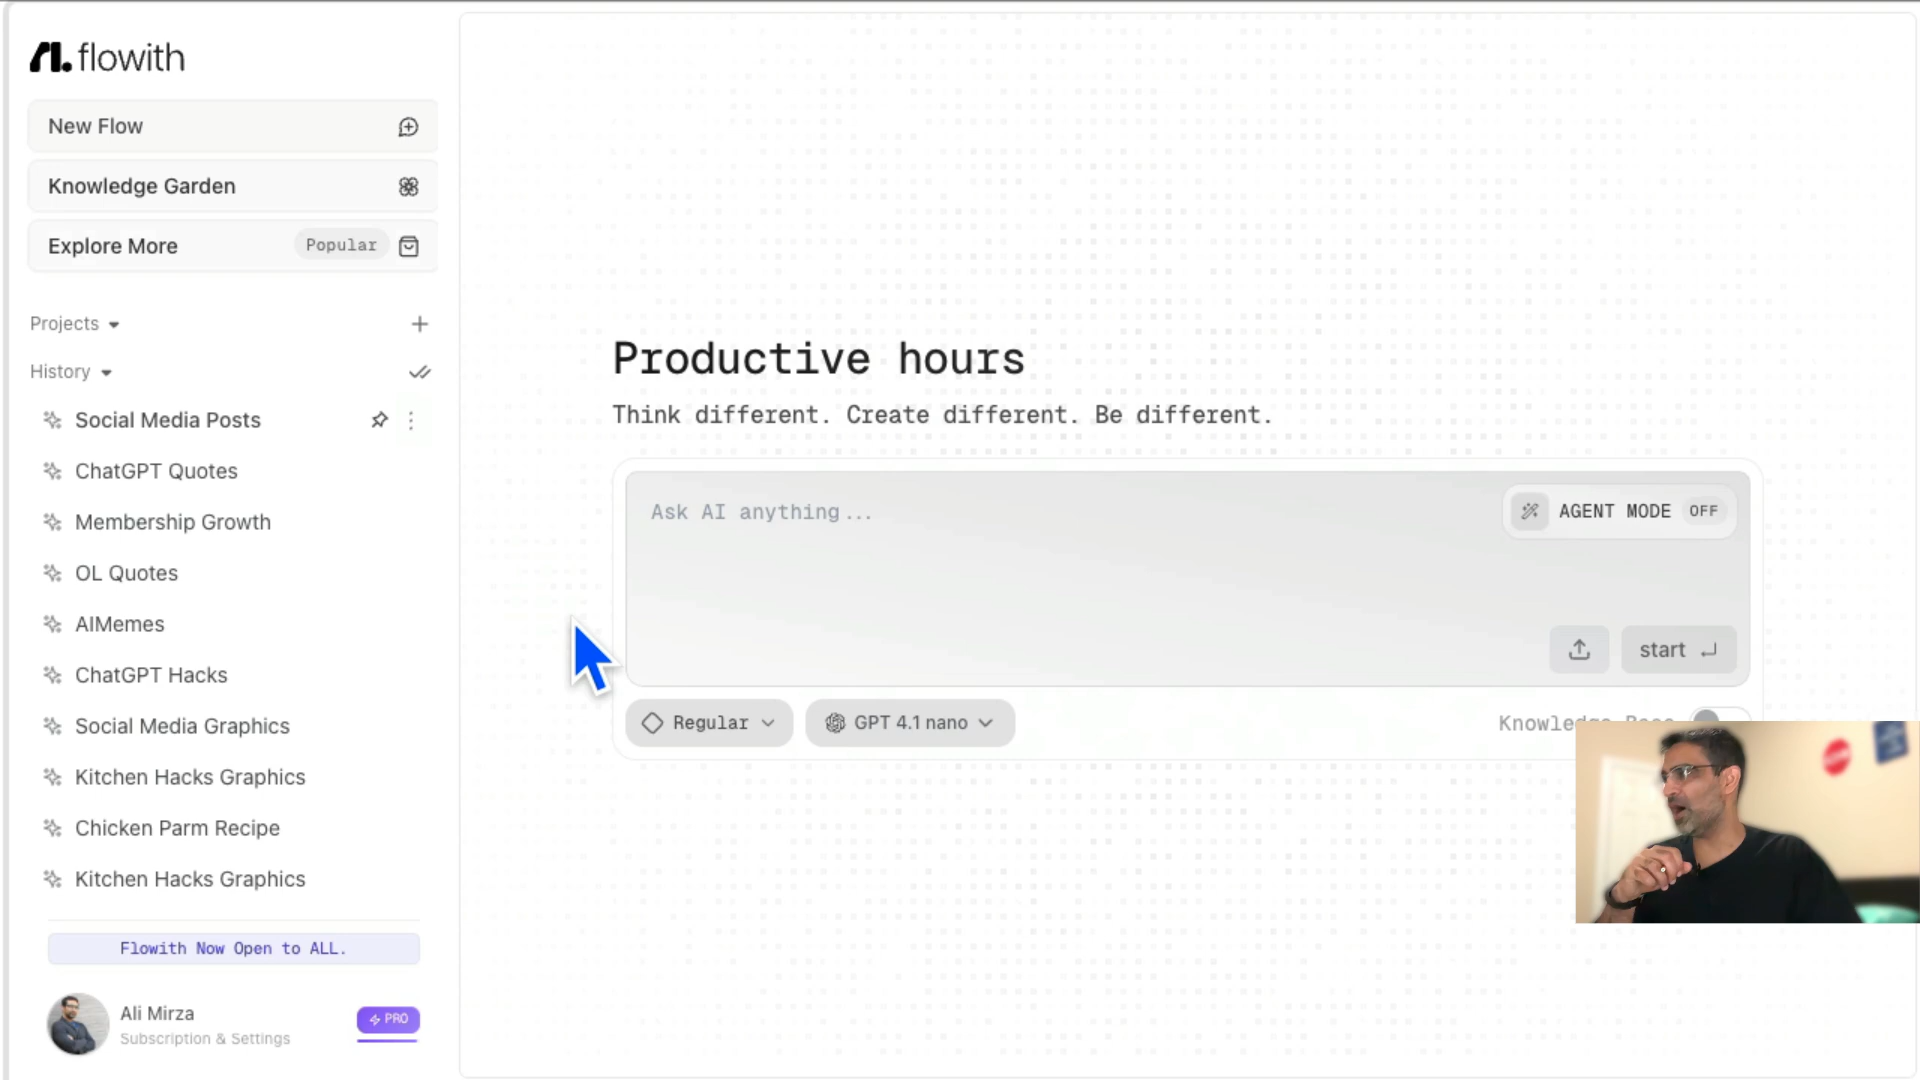 flowith
New Flow
Knowledge Garden
Explore More Popular
Projects
History
Social Media Posts
ChatGPT Quotes
Membership Growth
OL Quotes
AIMemes
ChatGPT Hacks
Social Media Graphics
Kitchen Hacks Graphics
Chicken Parm Recipe
Kitchen Hacks Graphics
Flowith Now Open to ALL.
Ali Mirza
Subscription & Settings
PRO
Productive hours
Think different. Create different. Be different.
Ask AI anything...
AGENT MODE OFF
start
Regular
GPT 4.1 nano